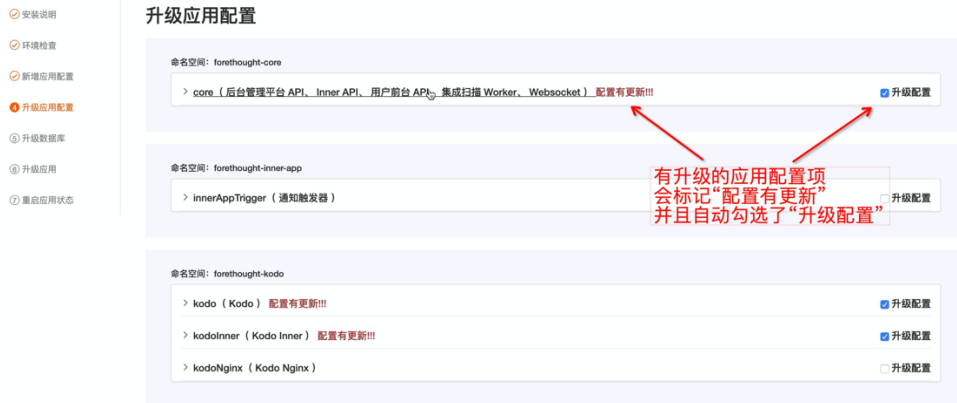 安装说明
环境检查
新增应用配置
4 升级应用配置
5 升级数据库
6 升级应用
7 重启应用状态
升级应用配置
命名空间：forethought-core
core（后台管理平台 API、 Inner API、 用户前台 API、 集成扫描 Worker、 Websocket ） 配置有更新!!! 升级配置
命名空间：forethought-inner-app
innerAppTrigger（ 通知触发器 ） 升级配置
有升级的应用配置项
会标记“配置有更新”
并且自动勾选了“升级配置”
命名空间：forethought-kodo
kodo（ Kodo ） 配置有更新!!! 升级配置
kodoInner（ Kodo Inner ） 配置有更新!!! 升级配置
kodoNginx（ Kodo Nginx ） 升级配置